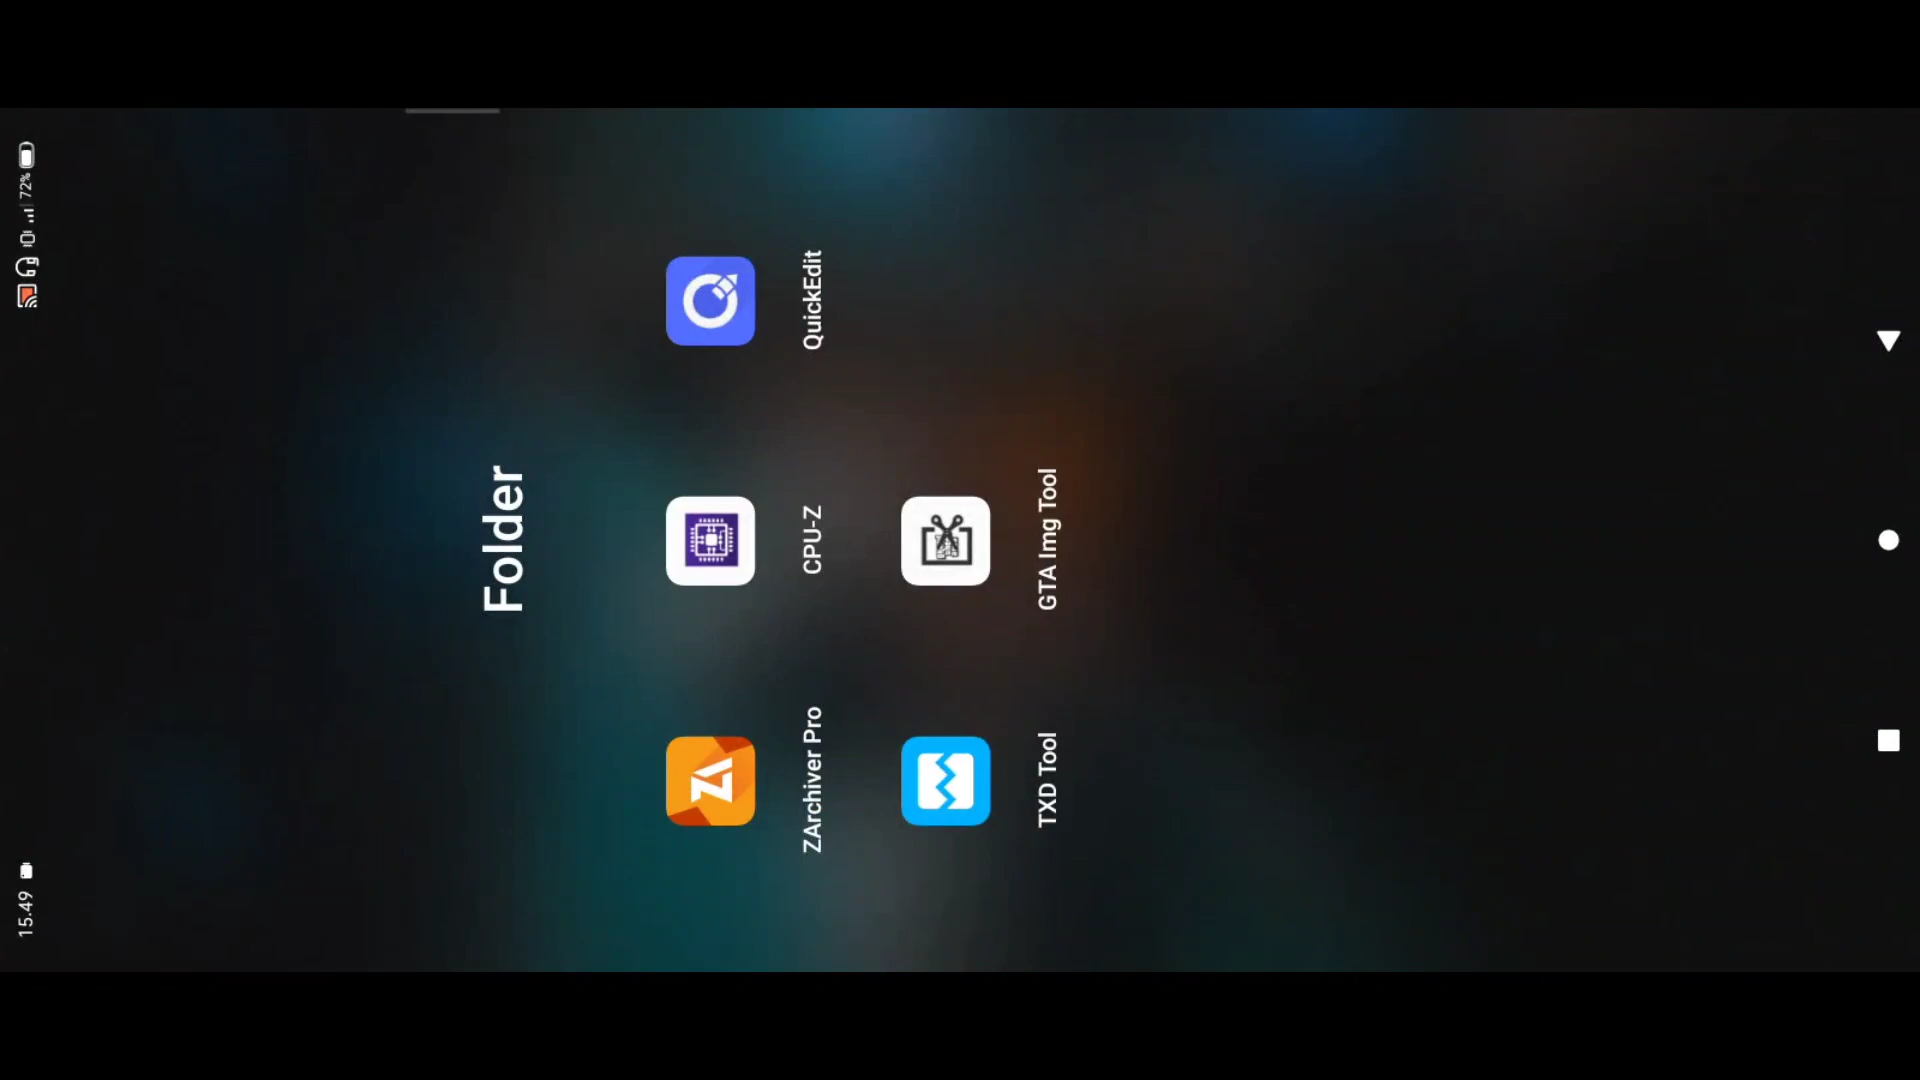 15.49
72%
Folder
ZArchiver Pro
CPU-Z
QuickEdit
TXD Tool
GTA Img Tool